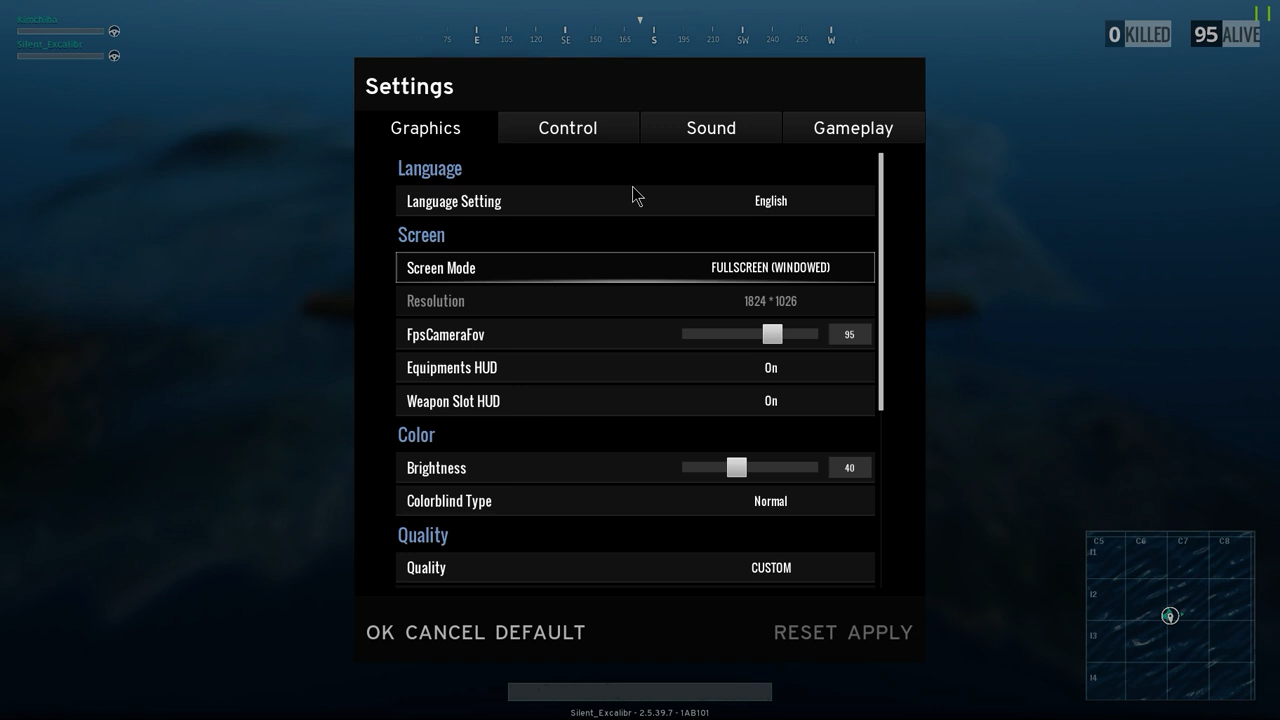 Kimchiba
Silent_Excalibr
75 E 105 120 SE 150 165 S 195 210 SW 240 255 W
0 KILLED 95 ALIVE
Settings
Graphics Control Sound Gameplay
Language
Language Setting English
Screen
Screen Mode FULLSCREEN (WINDOWED)
Resolution 1824 * 1026
FpsCameraFov 95
Equipments HUD On
Weapon Slot HUD On
Color
Brightness 40
Colorblind Type Normal
Quality
Quality CUSTOM
OK CANCEL DEFAULT RESET APPLY
C5 C6 C7 C8
I1
I2
I3
I4
Silent_Excalibr - 2.5.39.7 - 1AB101